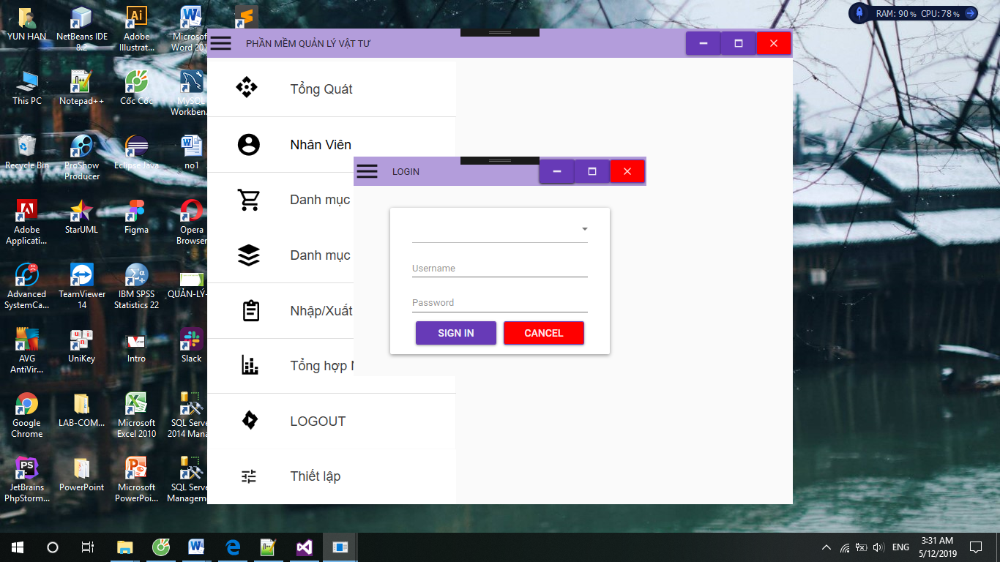 YUN HAN
NetBeans IDE
8.2
Adobe
Illustrat...
Microsof
Word 201
RAM: 90 % CPU: 78 %
PHẦN MỀM QUẢN LÝ VẬT TƯ
This PC
Notepad++
Cốc Cốc
MySQL
Workben.
Tổng Quát
Recycle Bin
ProShow
Producer
Eclipse Java
no1
Nhân Viên
LOGIN
Adobe
Applicati...
StarUML
Figma
Opera
Browser
Danh mục
Danh mục
Username
Password
SIGN IN
CANCEL
Advanced
SystemCa...
TeamViewer
14
IBM SPSS
Statistics 22
QUẢN-LÝ-
Nhập/Xuất
AVG
AntiVir...
UniKey
Intro
Slack
Tổng hợp
Google
Chrome
LAB-COM...
Microsoft
Excel 2010
SQL Serve
2014 Mana
LOGOUT
JetBrains
PhpStorm...
PowerPoint
Microsoft
PowerPoi...
SQL Serve
Managem
Thiết lập
ENG
3:31 AM
5/12/2019